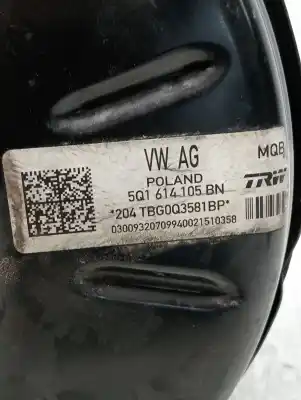 VW AG MQB
POLAND
5Q1 614 105 BN TRW
*204 TBG0Q3581BP*
03009320709940021510358